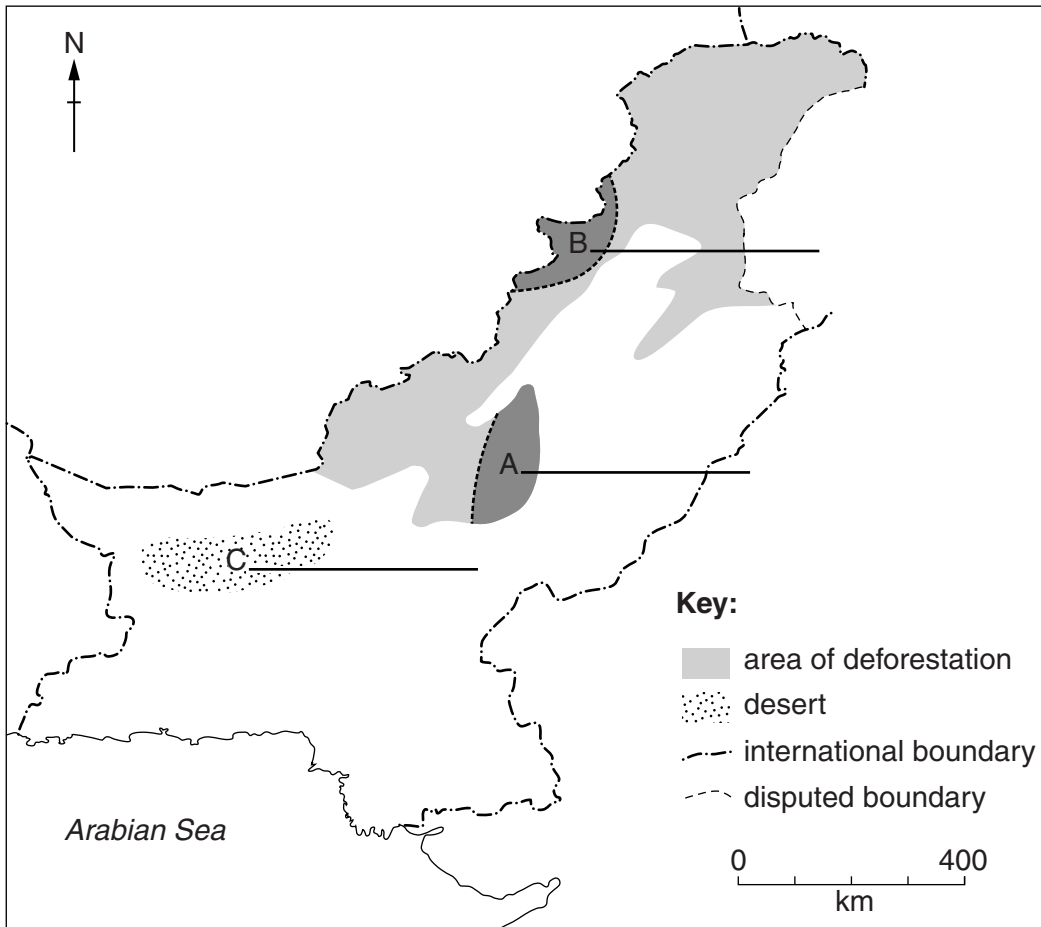 N
B
A
C
Key:
area of deforestation
desert
international boundary
disputed boundary
Arabian Sea
0 400
km